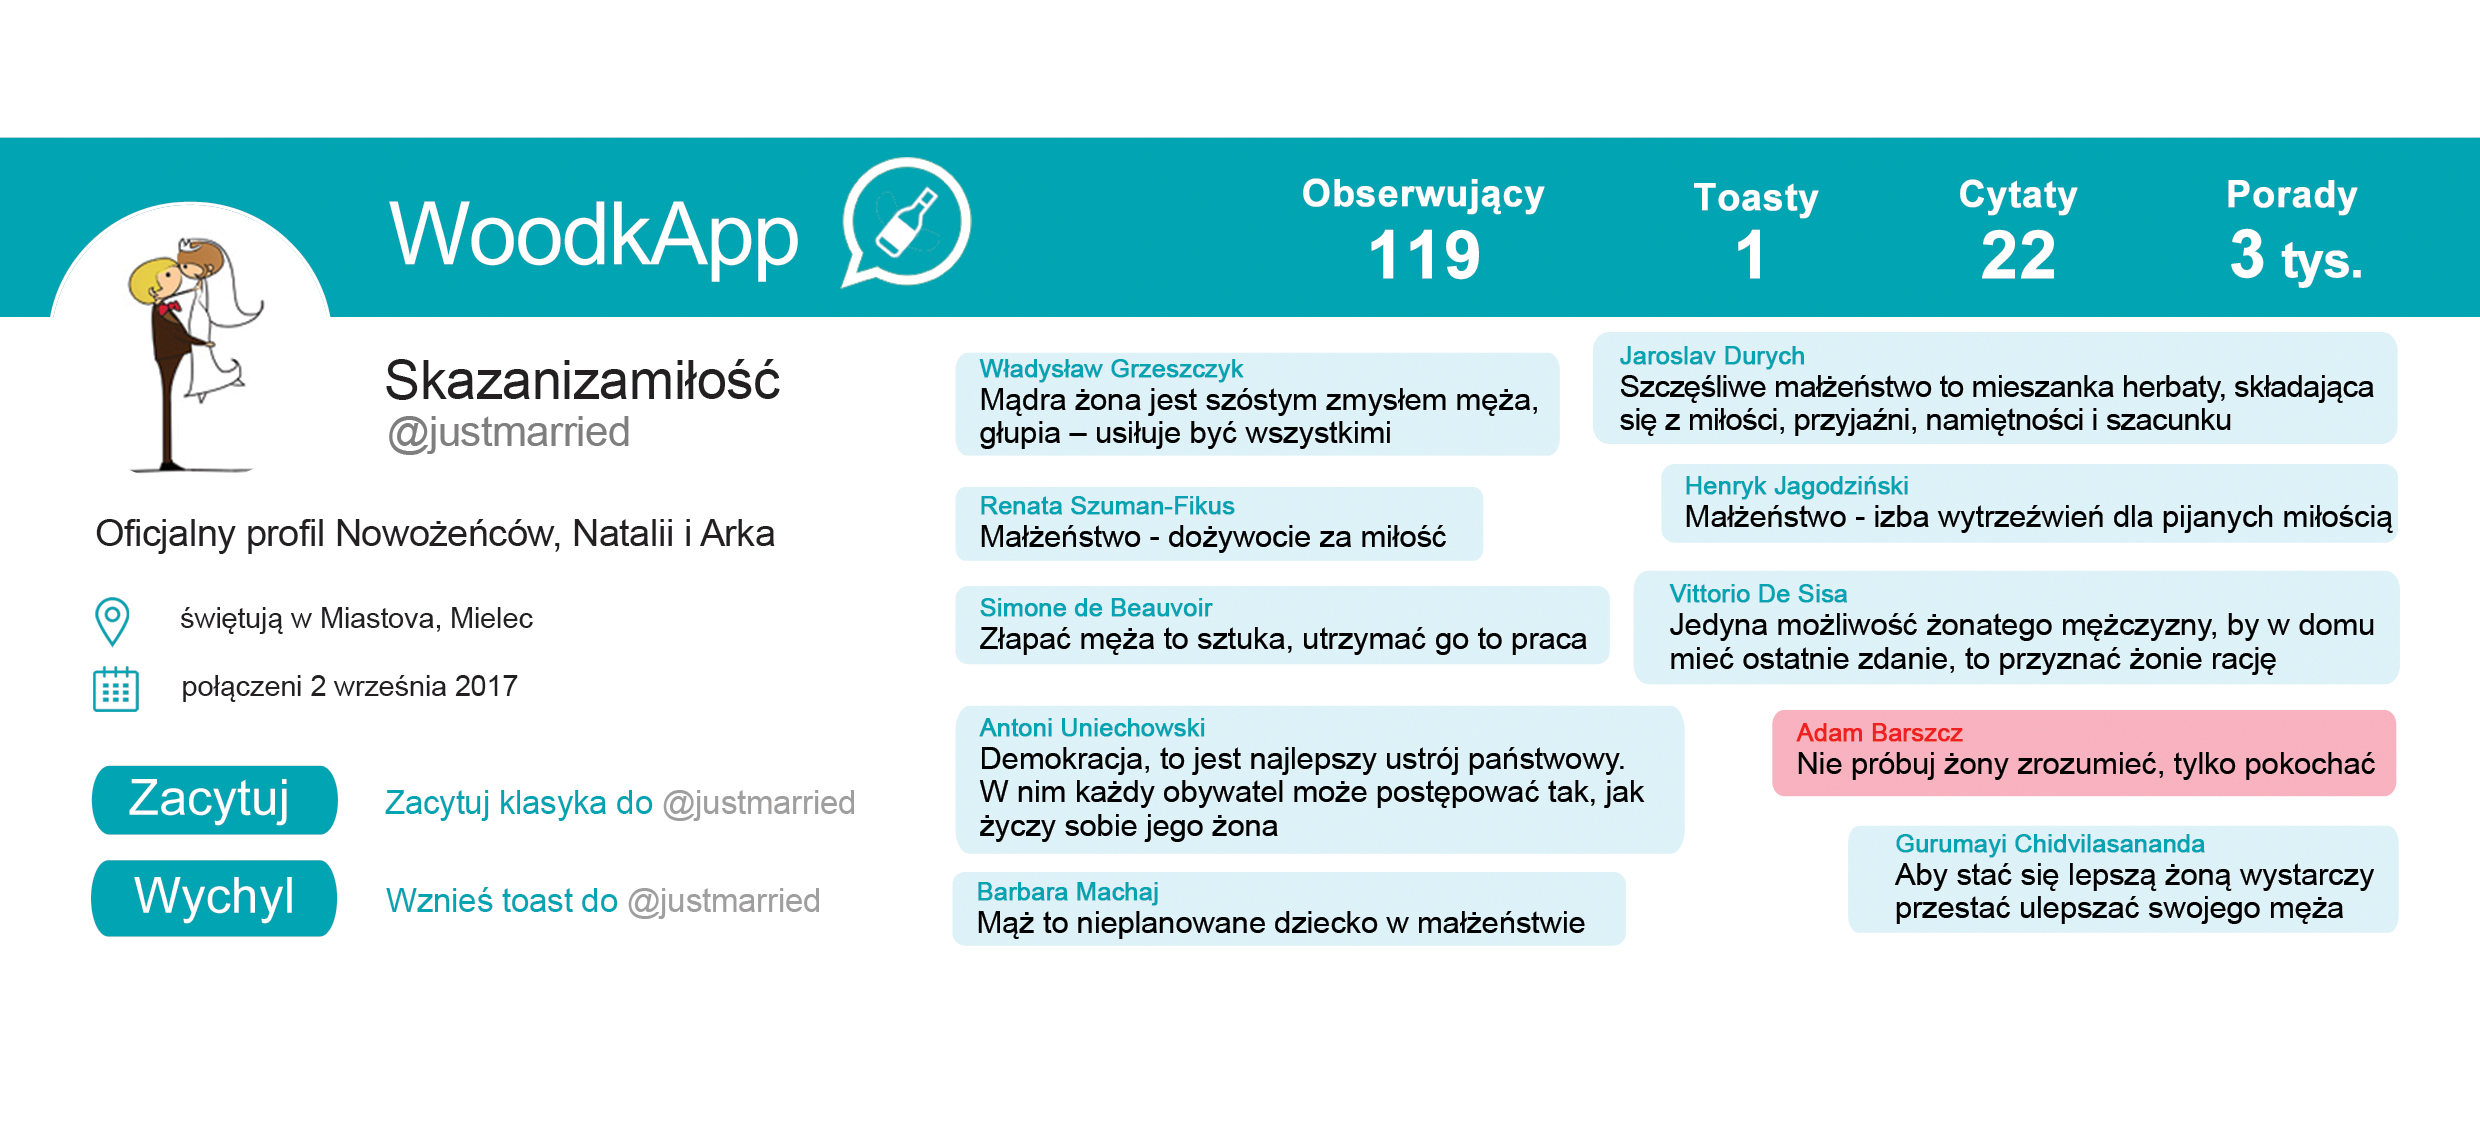 WoodkApp
Obserwujący
119
Toasty
1
Cytaty
22
Porady
3 tys.
Skazanizamiłość
@justmarried
Oficjalny profil Nowożeńców, Natalii i Arka
świętują w Miastova, Mielec
połączeni 2 września 2017
Zacytuj
Zacytuj klasyka do @justmarried
Wychyl
Wznieś toast do @justmarried
Władysław Grzeszczyk
Mądra żona jest szóstym zmysłem męża,
głupia – usiłuje być wszystkimi
Renata Szuman-Fikus
Małżeństwo - dożywocie za miłość
Simone de Beauvoir
Złapać męża to sztuka, utrzymać go to praca
Antoni Uniechowski
Demokracja, to jest najlepszy ustrój państwowy.
W nim każdy obywatel może postępować tak, jak
życzy sobie jego żona
Barbara Machaj
Mąż to nieplanowane dziecko w małżeństwie
Jaroslav Durych
Szczęśliwe małżeństwo to mieszanka herbaty, składająca
się z miłości, przyjaźni, namiętności i szacunku
Henryk Jagodziński
Małżeństwo - izba wytrzeźwień dla pijanych miłością
Vittorio De Sisa
Jedyna możliwość żonatego mężczyzny, by w domu
mieć ostatnie zdanie, to przyznać żonie rację
Adam Barszcz
Nie próbuj żony zrozumieć, tylko pokochać
Gurumayi Chidvilasananda
Aby stać się lepszą żoną wystarczy
przestać ulepszać swojego męża